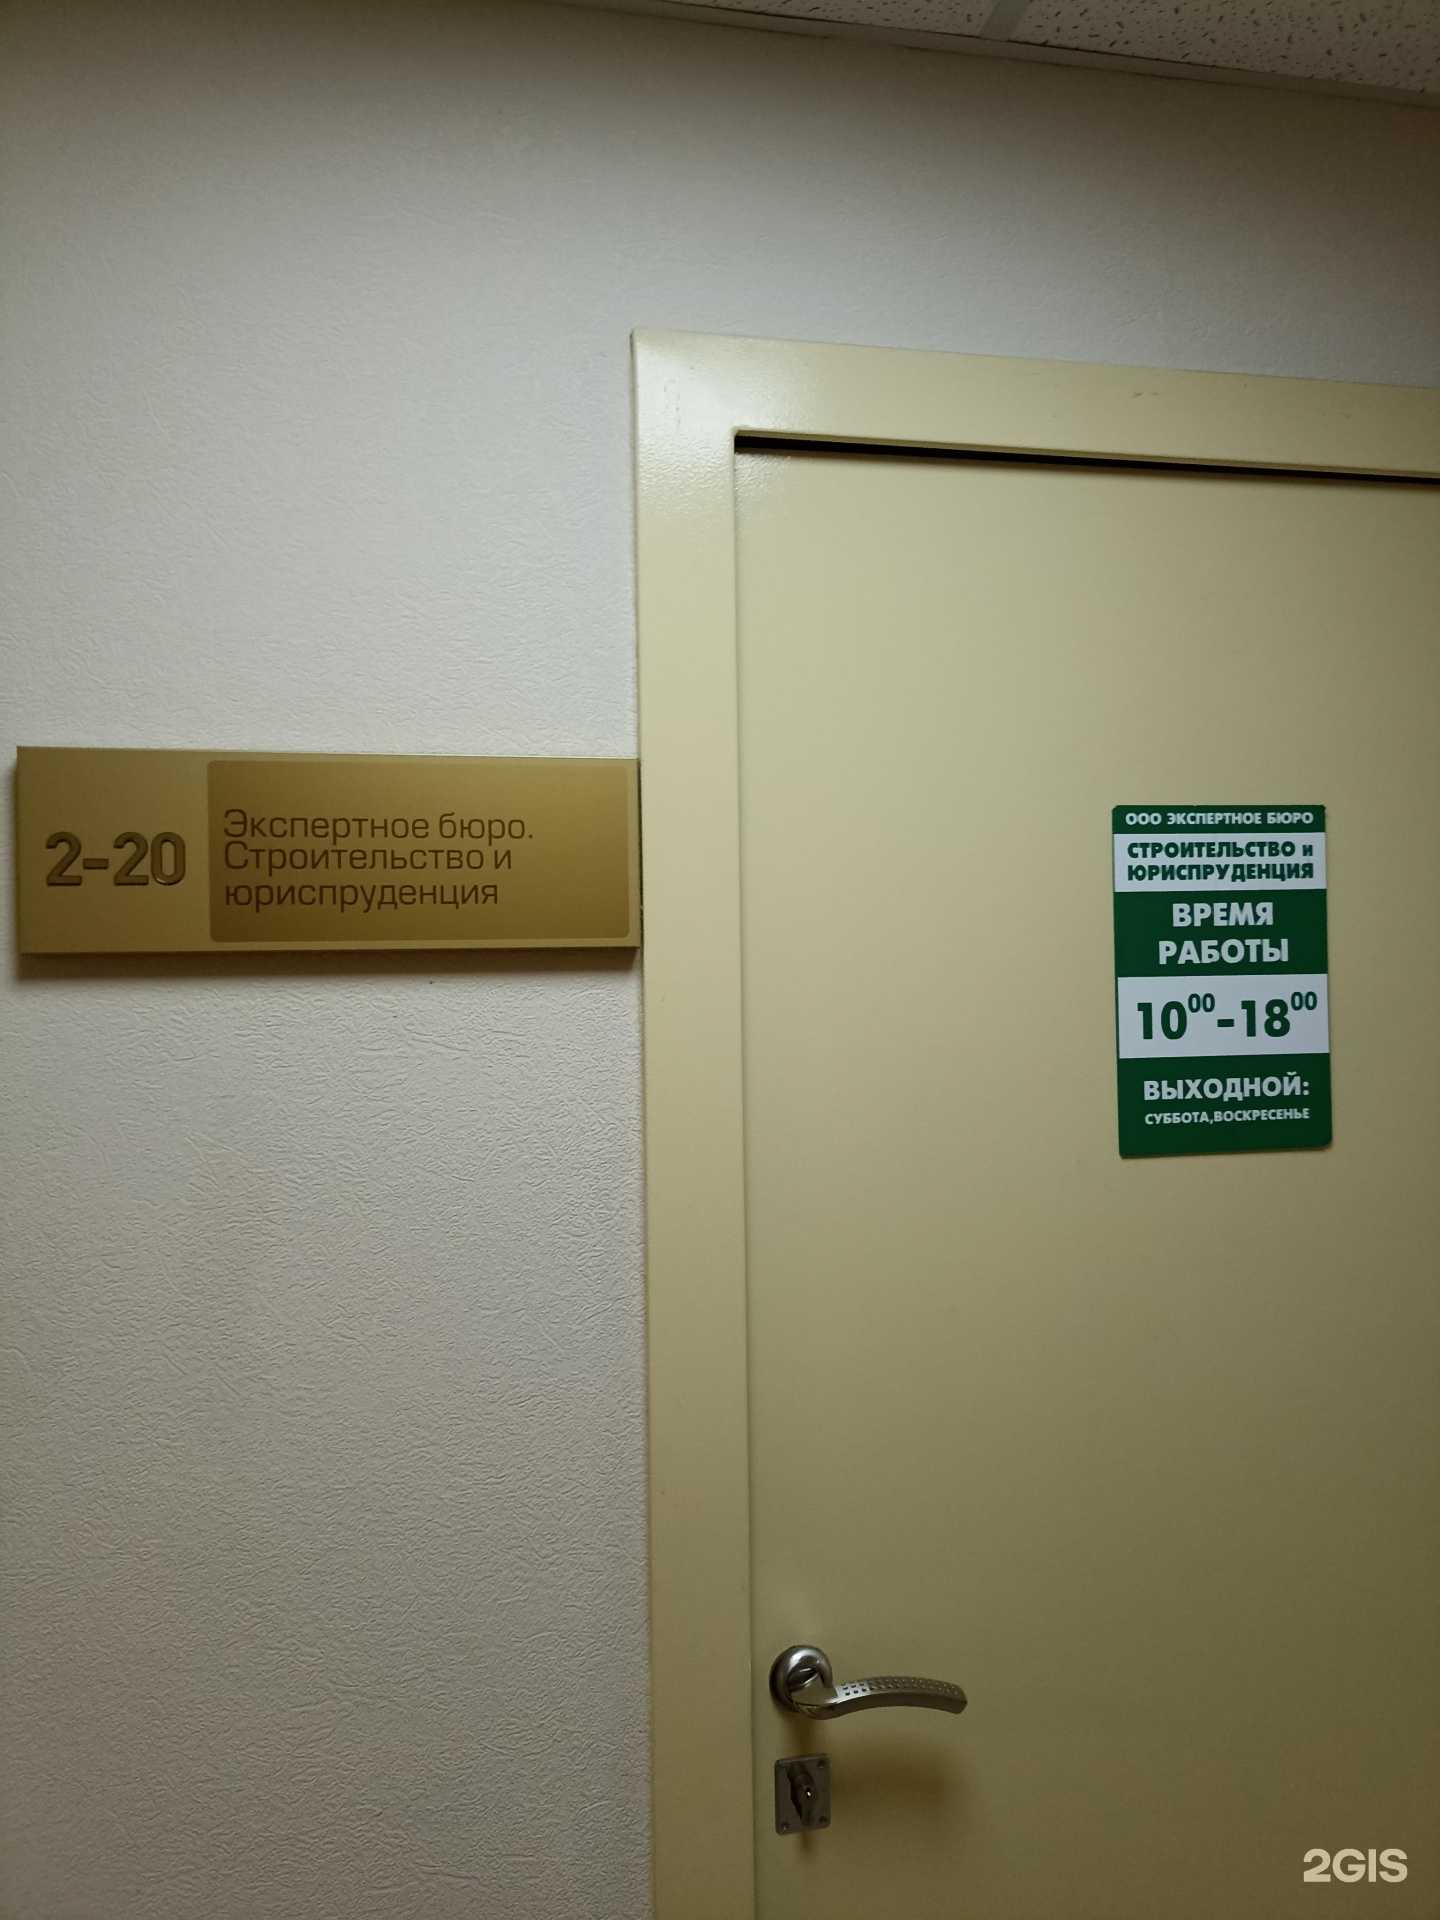 2-20
Экспертное бюро.
Строительство и
юриспруденция
ООО ЭКСПЕРТНОЕ БЮРО
СТРОИТЕЛЬСТВО и
ЮРИСПРУДЕНЦИЯ
ВРЕМЯ
РАБОТЫ
10⁰⁰-18⁰⁰
ВЫХОДНОЙ:
СУББОТА,ВОСКРЕСЕНЬЕ
2GIS